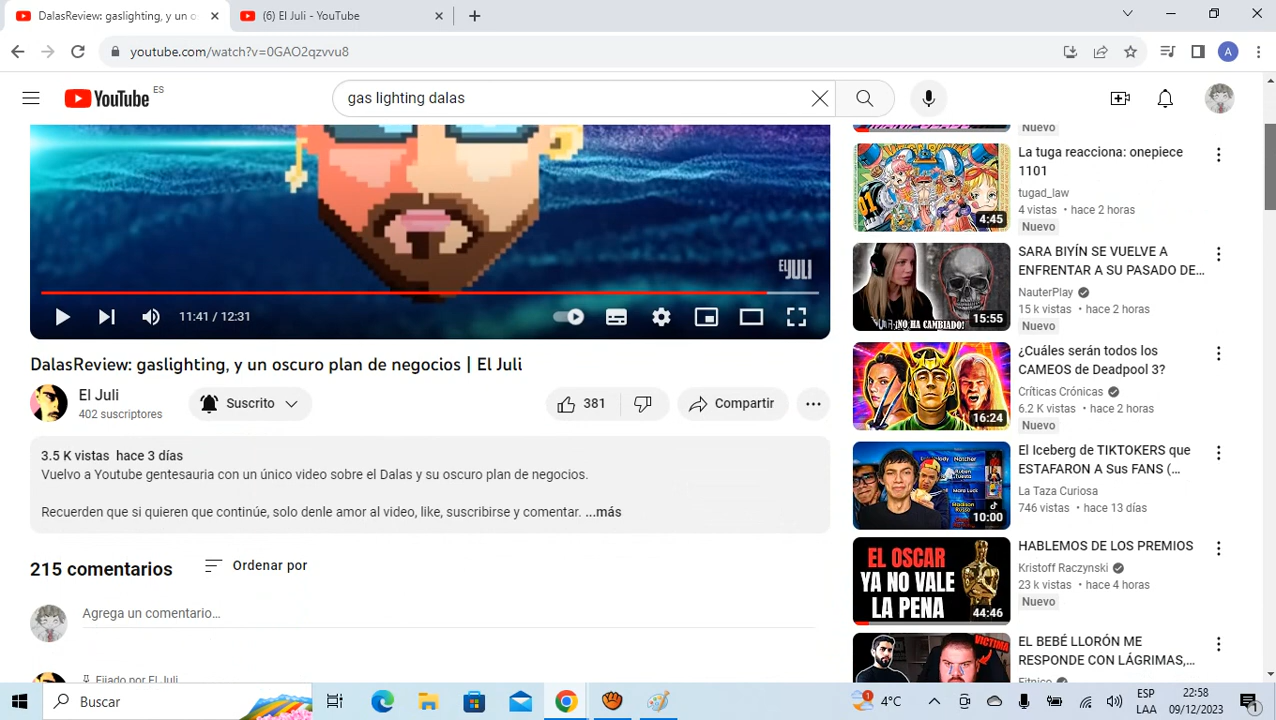 DalasReview: gaslighting, y un o
(6) El Juli - YouTube
youtube.com/watch?v=0GAO2qzvvu8
A
YouTube ES
gas lighting dalas
EL JULI
11:41 / 12:31
DalasReview: gaslighting, y un oscuro plan de negocios | El Juli
El Juli
402 suscriptores
Suscrito
381
Compartir
3.5 K vistas hace 3 días
Vuelvo a Youtube gentesuria con un rico video sobre el Dalas y su oscuro plan de negocios.
Recuerden que si quieren que continúe, solo denle amor al video, like, suscribirse y comentar. ...más
215 comentarios
Ordenar por
Agrega un comentario...
Fijado por El Juli
Nuevo
La tuga reacciona: onepiece
1101
tugad_law
4 vistas • hace 2 horas
Nuevo
4:45
SARA BIYÍN SE VUELVE A
ENFRENTAR A SU PASADO DE...
NauterPlay
15 k vistas • hace 2 horas
Nuevo
¡NO HA CAMBIADO!
15:55
¿Cuáles serán todos los
CAMEOS de Deadpool 3?
Críticas Crónicas
6.2 K vistas • hace 2 horas
Nuevo
16:24
El Iceberg de TIKTOKERS que
ESTAFARON A Sus FANS (...
La Taza Curiosa
746 vistas • hace 13 días
10:00
HABLEMOS DE LOS PREMIOS
Kristoff Raczynski
23 k vistas • hace 4 horas
Nuevo
EL OSCAR
YA NO VALE
LA PENA
44:46
EL BEBÉ LLORÓN ME
RESPONDE CON LÁGRIMAS,...
VICTIMA
Buscar
4°C
ESP
LAA
22:58
09/12/2023
1